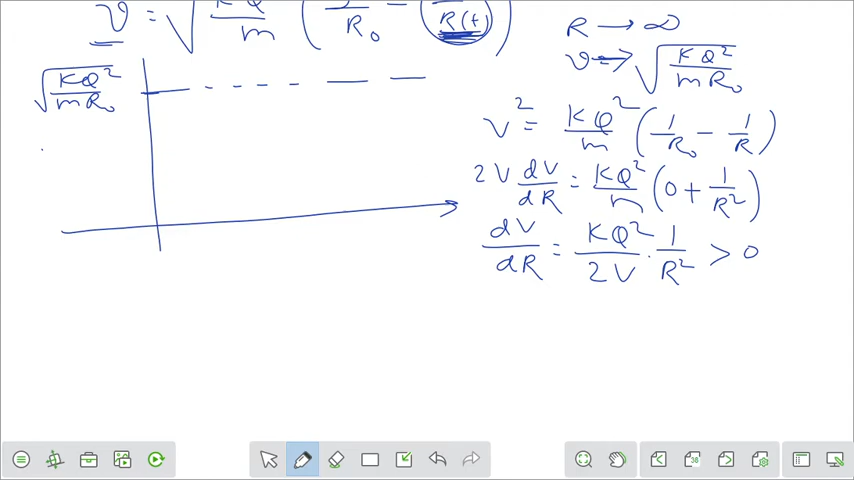 v = √(KQ²/m (1/R₀ − 1/R(t)))
R → ∞
v → √(KQ²/mR₀)
√(KQ²/mR₀)
v² = KQ²/m (1/R₀ − 1/R)
2V dV/dR = KQ²/m (0 + 1/R²)
dV/dR = KQ²/2V · 1/R² > 0